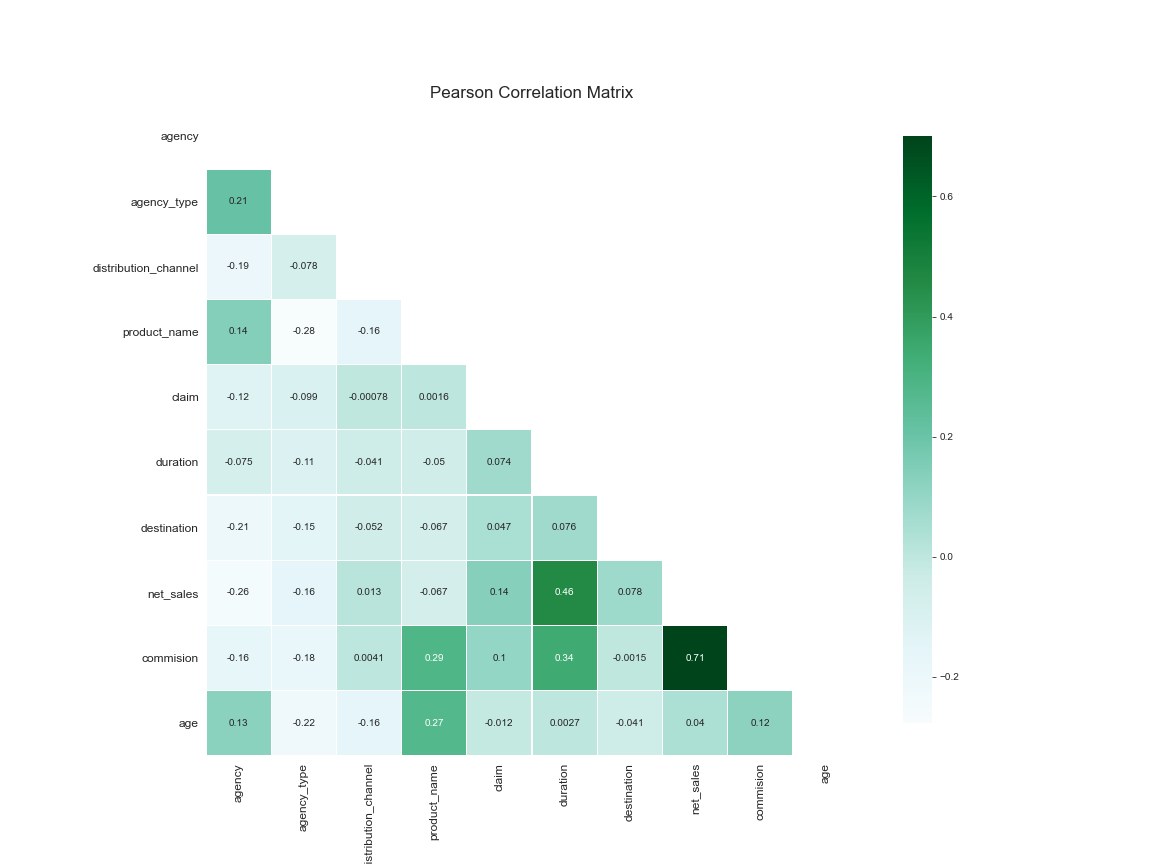 Pearson Correlation Matrix
agency
agency_type 0.21
distribution_channel -0.19 -0.078
product_name 0.14 -0.28 -0.16
claim -0.12 -0.099 -0.00078 0.0016
duration -0.075 -0.11 -0.041 -0.05 0.074
destination -0.21 -0.15 -0.052 -0.067 0.047 0.076
net_sales -0.26 -0.16 0.013 -0.067 0.14 0.46 0.078
commision -0.16 -0.18 0.0041 0.29 0.1 0.34 -0.0015 0.71
age 0.13 -0.22 -0.16 0.27 -0.012 0.0027 -0.041 0.04 0.12
agency
agency_type
istribution_channel
product_name
claim
duration
destination
net_sales
commision
age
0.6
0.4
0.2
0.0
−0.2